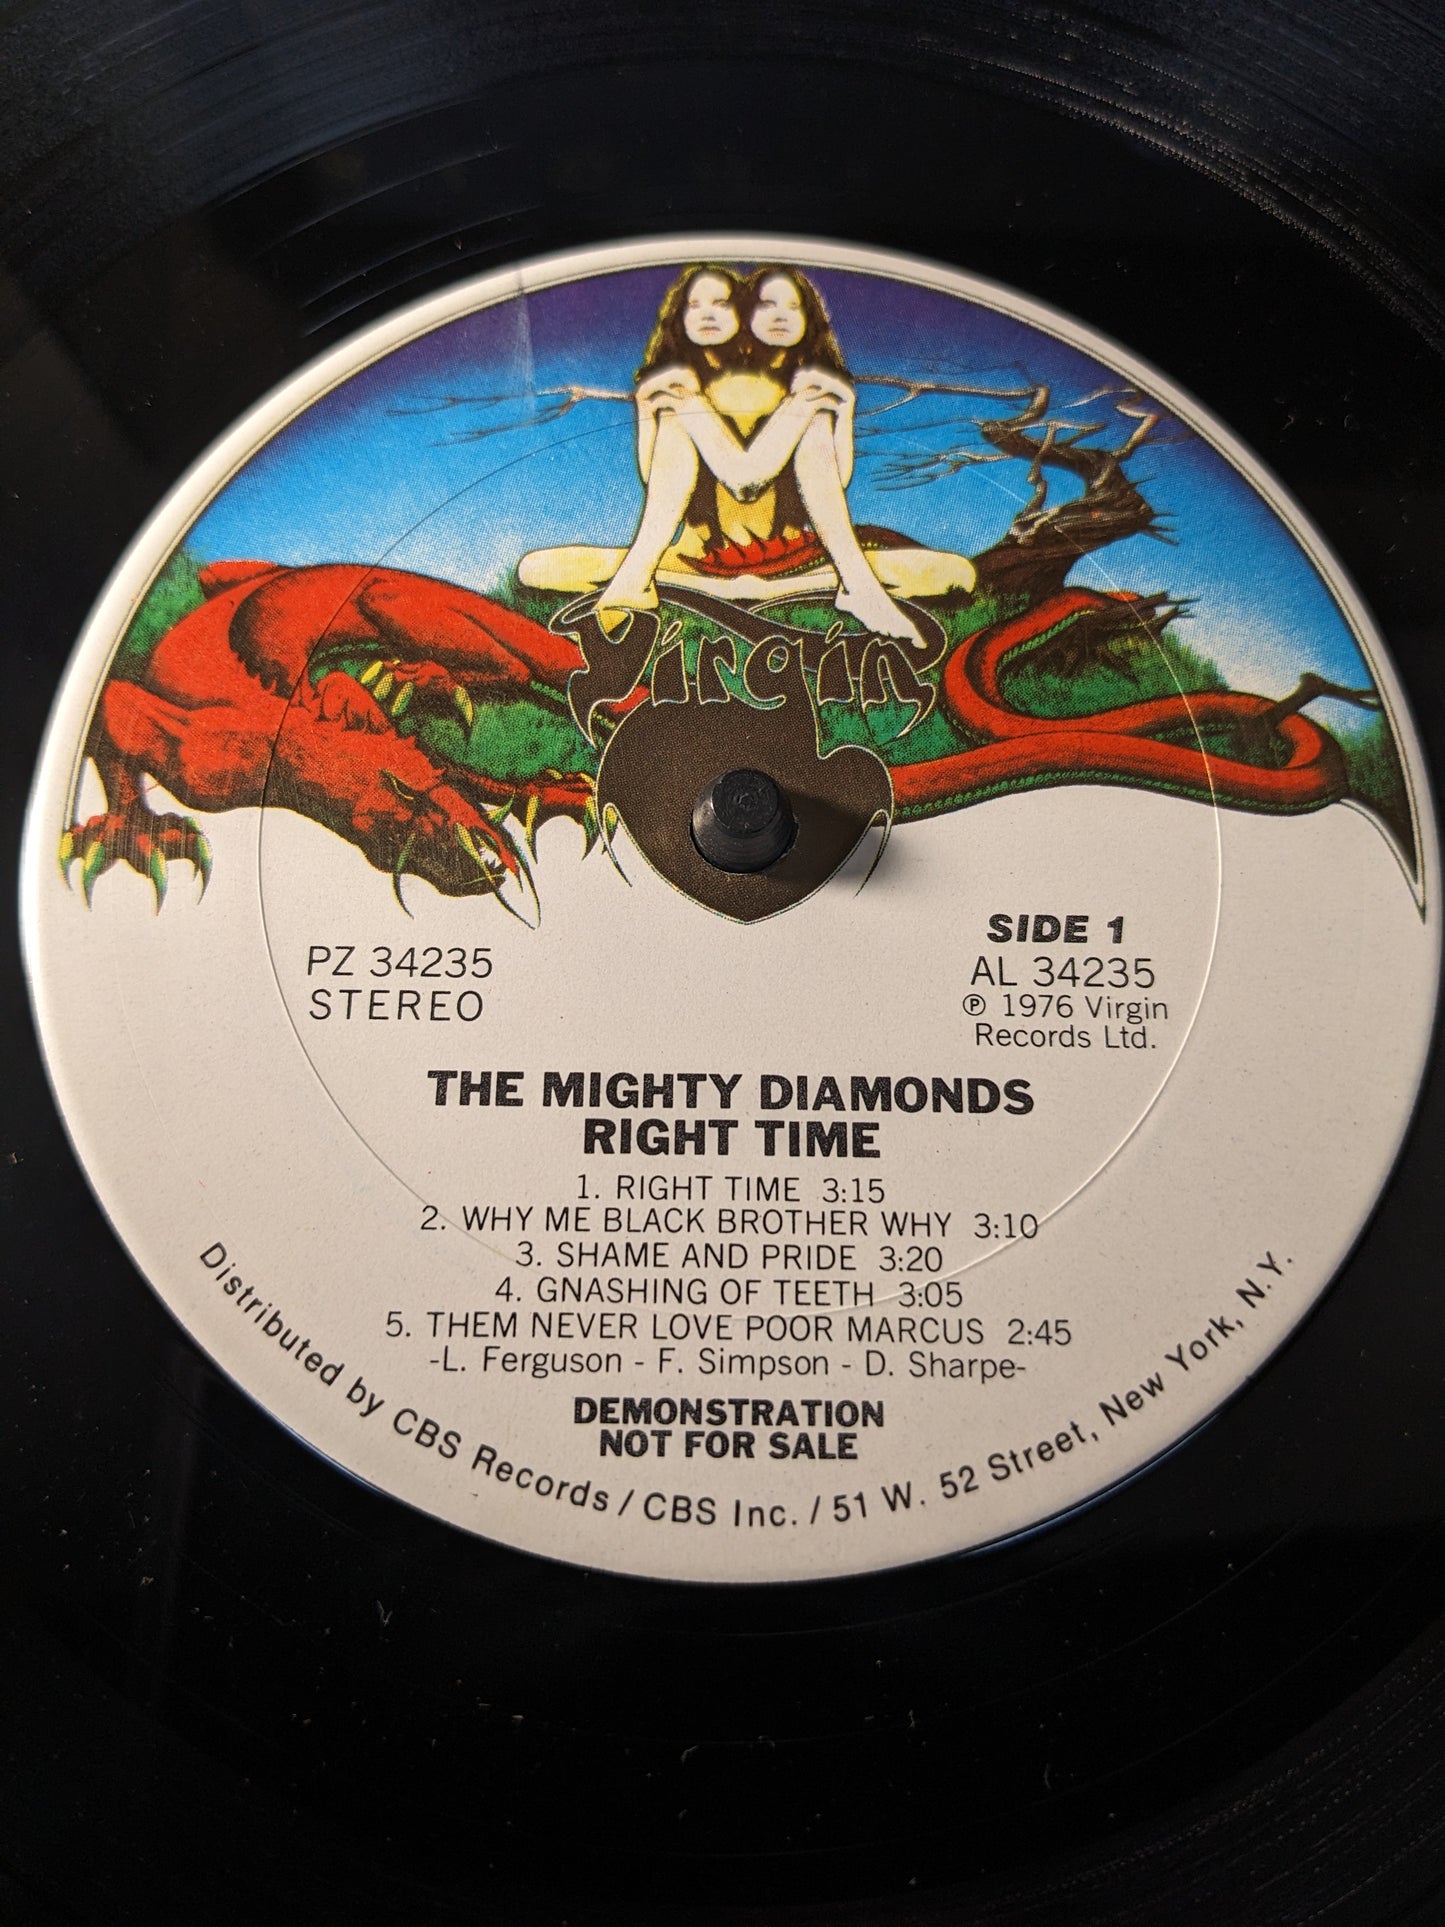 Virgin
PZ 34235
STEREO
SIDE 1
AL 34235
℗ 1976 Virgin
Records Ltd.
THE MIGHTY DIAMONDS
RIGHT TIME
1. RIGHT TIME 3:15
2. WHY ME BLACK BROTHER WHY 3:10
3. SHAME AND PRIDE 3:20
4. GNASHING OF TEETH 3:05
5. THEM NEVER LOVE POOR MARCUS 2:45
-L. Ferguson - F. Simpson - D. Sharpe-
DEMONSTRATION
NOT FOR SALE
Distributed by CBS Records / CBS Inc. / 51 W. 52 Street, New York, N.Y.